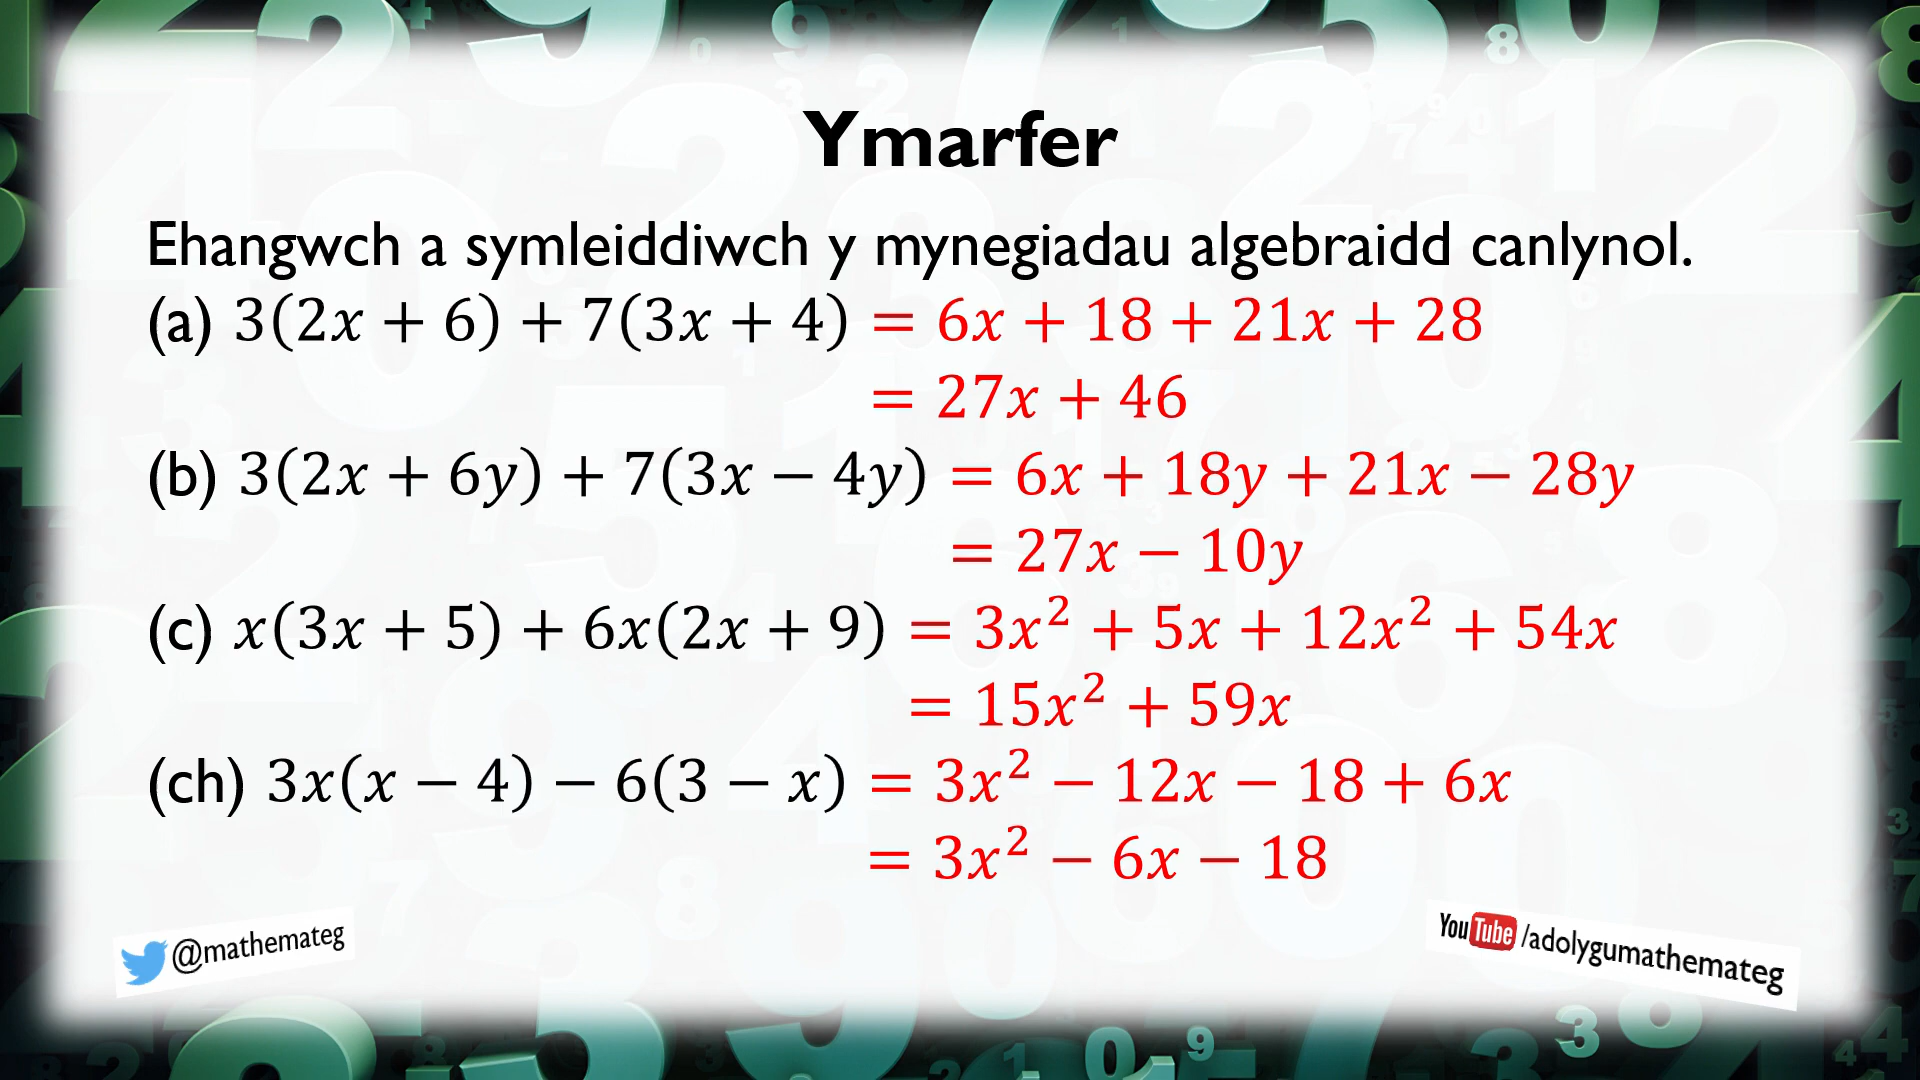 Ymarfer
Ehangwch a symleiddiwch y mynegiadau algebraidd canlynol.
(a) 3(2x + 6) + 7(3x + 4) = 6x + 18 + 21x + 28
= 27x + 46
(b) 3(2x + 6y) + 7(3x − 4y) = 6x + 18y + 21x − 28y
= 27x − 10y
(c) x(3x + 5) + 6x(2x + 9) = 3x² + 5x + 12x² + 54x
= 15x² + 59x
(ch) 3x(x − 4) − 6(3 − x) = 3x² − 12x − 18 + 6x
= 3x² − 6x − 18
@mathemateg
YouTube /adolygumathemateg